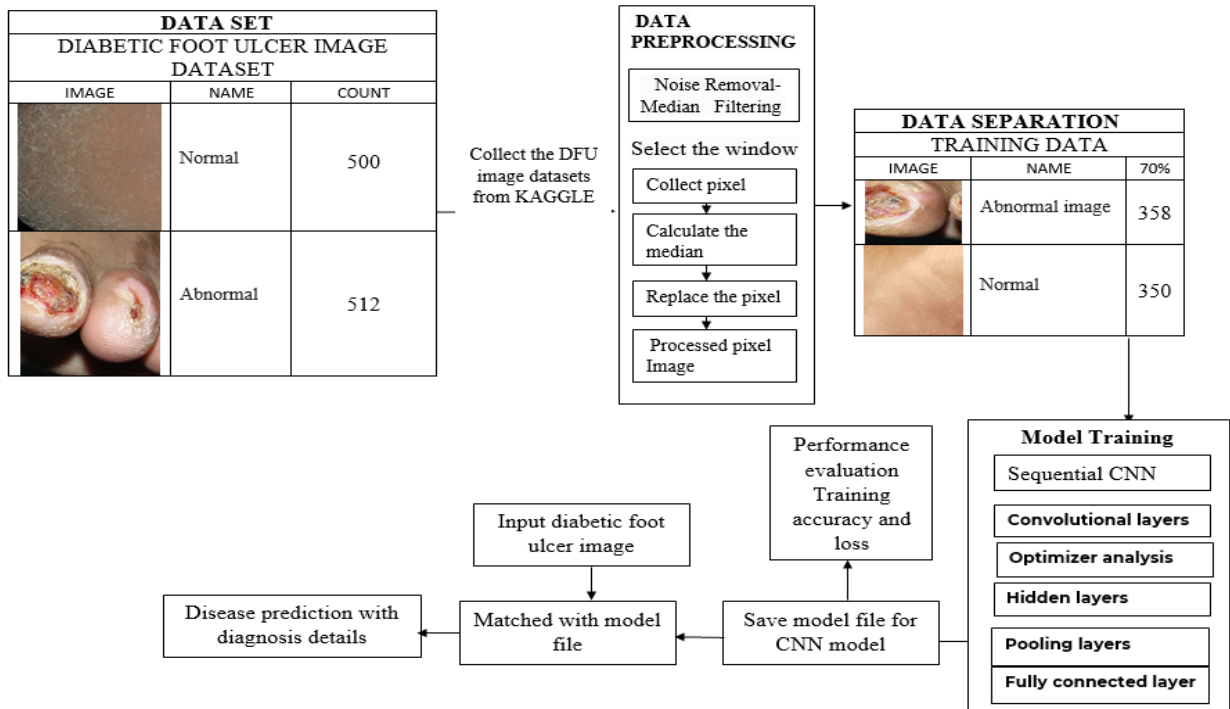 DATA SET
DIABETIC FOOT ULCER IMAGE
DATASET
IMAGE NAME COUNT
Normal 500
Abnormal 512
Collect the DFU
image datasets
from KAGGLE
DATA
PREPROCESSING
Noise Removal-
Median Filtering
Select the window
Collect pixel
Calculate the
median
Replace the pixel
Processed pixel
Image
DATA SEPARATION
TRAINING DATA
IMAGE NAME 70%
Abnormal image 358
Normal 350
Model Training
Sequential CNN
Convolutional layers
Optimizer analysis
Hidden layers
Pooling layers
Fully connected layer
Performance
evaluation
Training
accuracy and
loss
Save model file for
CNN model
Input diabetic foot
ulcer image
Matched with model
file
Disease prediction with
diagnosis details